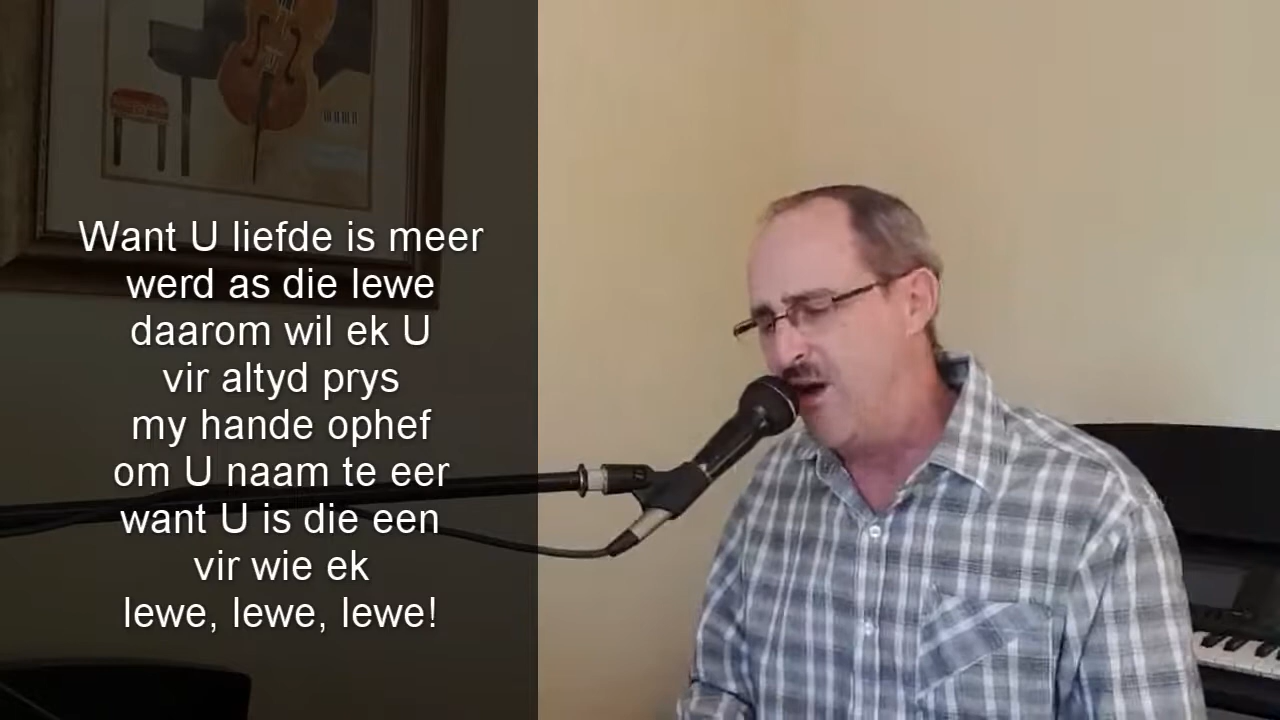 Want U liefde is meer
werd as die lewe
daarom wil ek U
vir altyd prys
my hande ophef
om U naam te eer
want U is die een
vir wie ek
lewe, lewe, lewe!